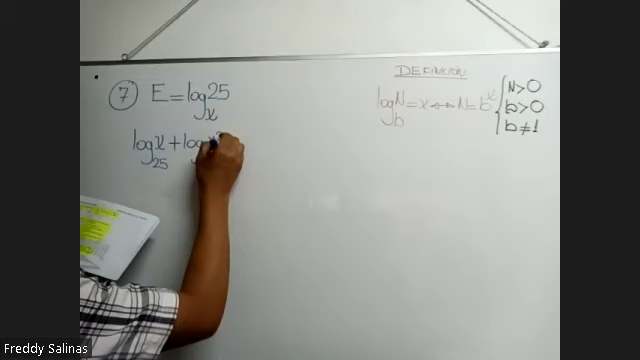 7 E = log_x 25
log_25 x + log
DEFINICIÓN
log_b N = x ↔ N = b^x { N>0
b>0
b≠1
Freddy Salinas